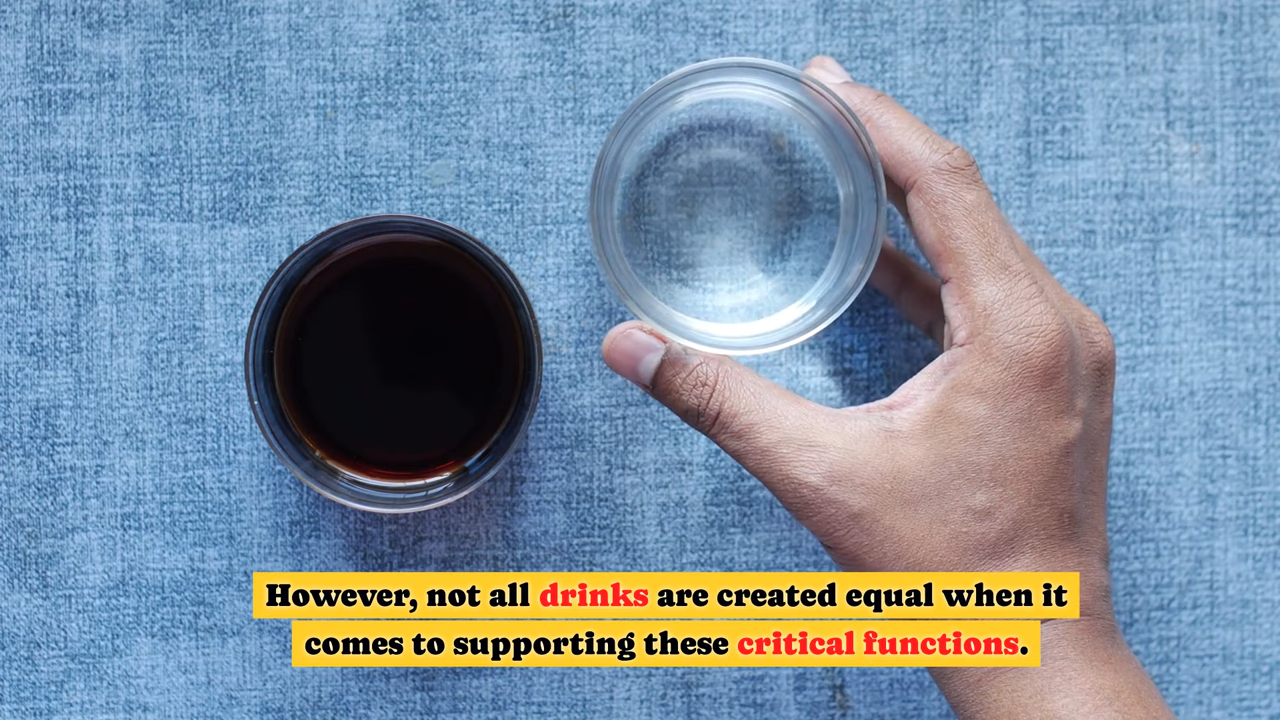 However, not all drinks are created equal when it
comes to supporting these critical functions.